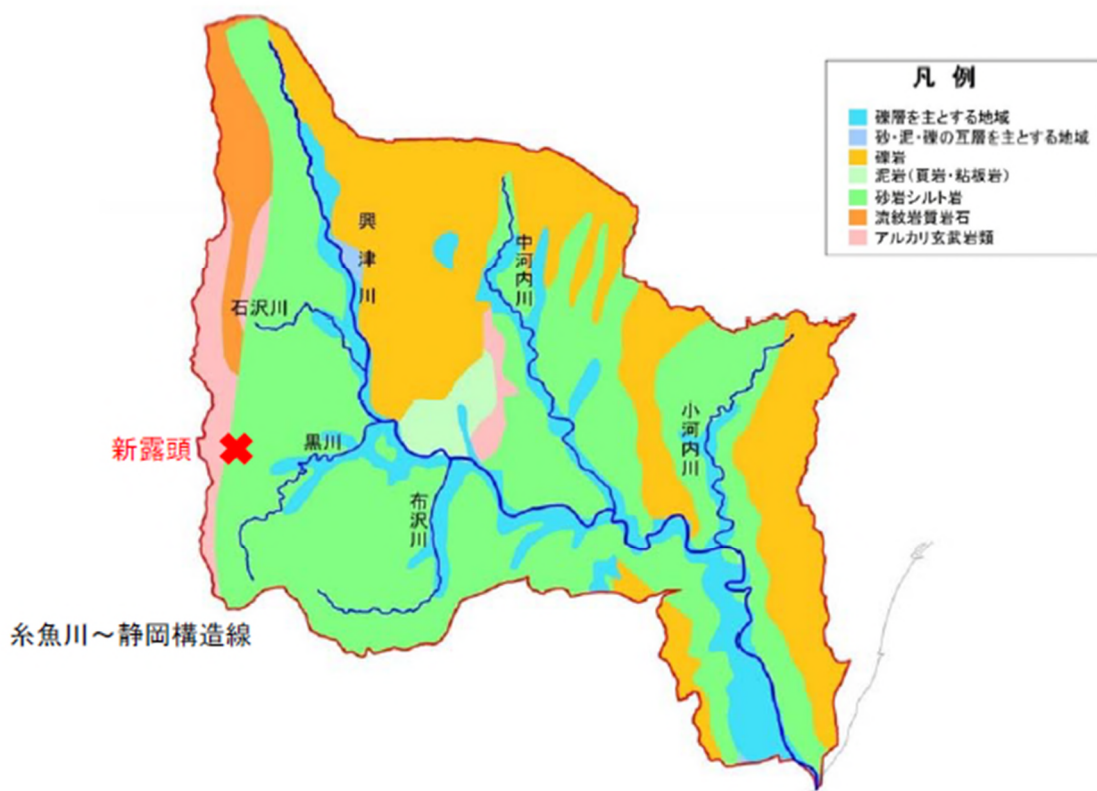 凡例
礫層を主とする地域
砂・泥・礫の互層を主とする地域
礫岩
泥岩(頁岩・粘板岩)
砂岩シルト岩
流紋岩質岩石
アルカリ玄武岩類
興津川
中河内川
石沢川
小河内川
新露頭
黒川
布沢川
糸魚川～静岡構造線